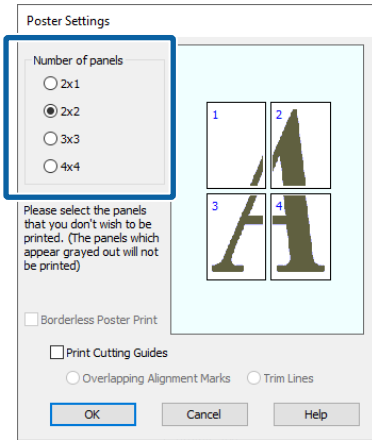 Poster Settings
Number of panels
2x1
2x2
3x3
4x4
1
2
3
4
Please select the panels
that you don't wish to be
printed. (The panels which
appear grayed out will not
be printed)
Borderless Poster Print
Print Cutting Guides
Overlapping Alignment Marks Trim Lines
OK Cancel Help